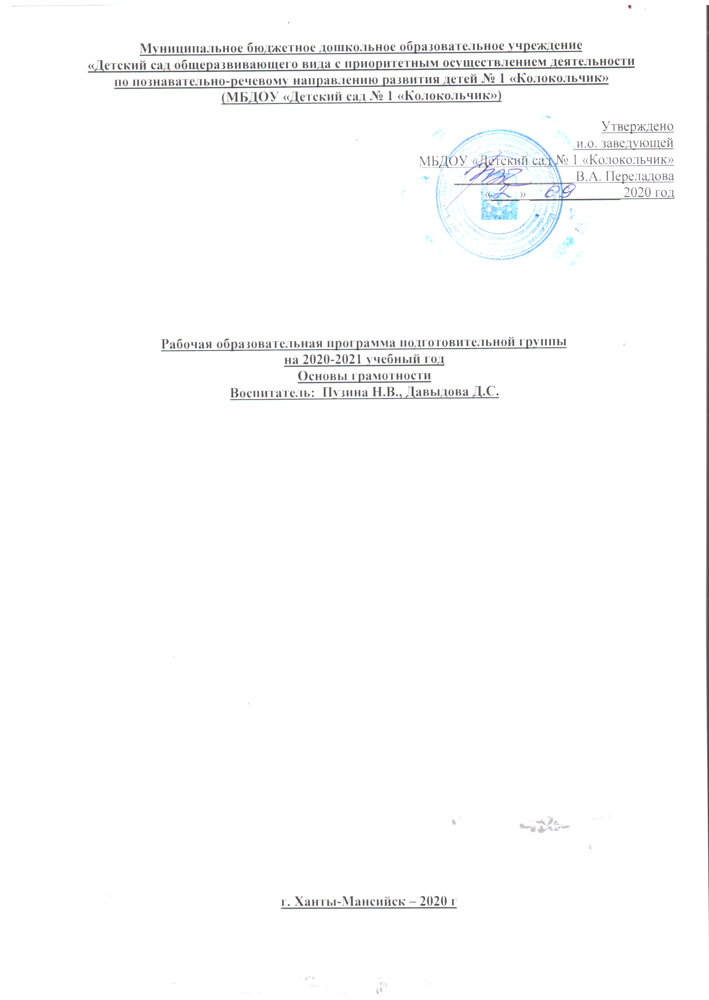 Муниципальное бюджетное дошкольное образовательное учреждение
«Детский сад общеразвивающего вида с приоритетным осуществлением деятельности
по познавательно-речевому направлению развития детей № 1 «Колокольчик»
(МБДОУ «Детский сад № 1 «Колокольчик»)
Утверждено
и.о. заведующей
МБДОУ «Детский сад № 1 «Колокольчик»
В.А. Переладова
« 2 » 09 2020 год
Рабочая образовательная программа подготовительной группы
на 2020-2021 учебный год
Основы грамотности
Воспитатель: Пузина Н.В., Давыдова Д.С.
г. Ханты-Мансийск – 2020 г